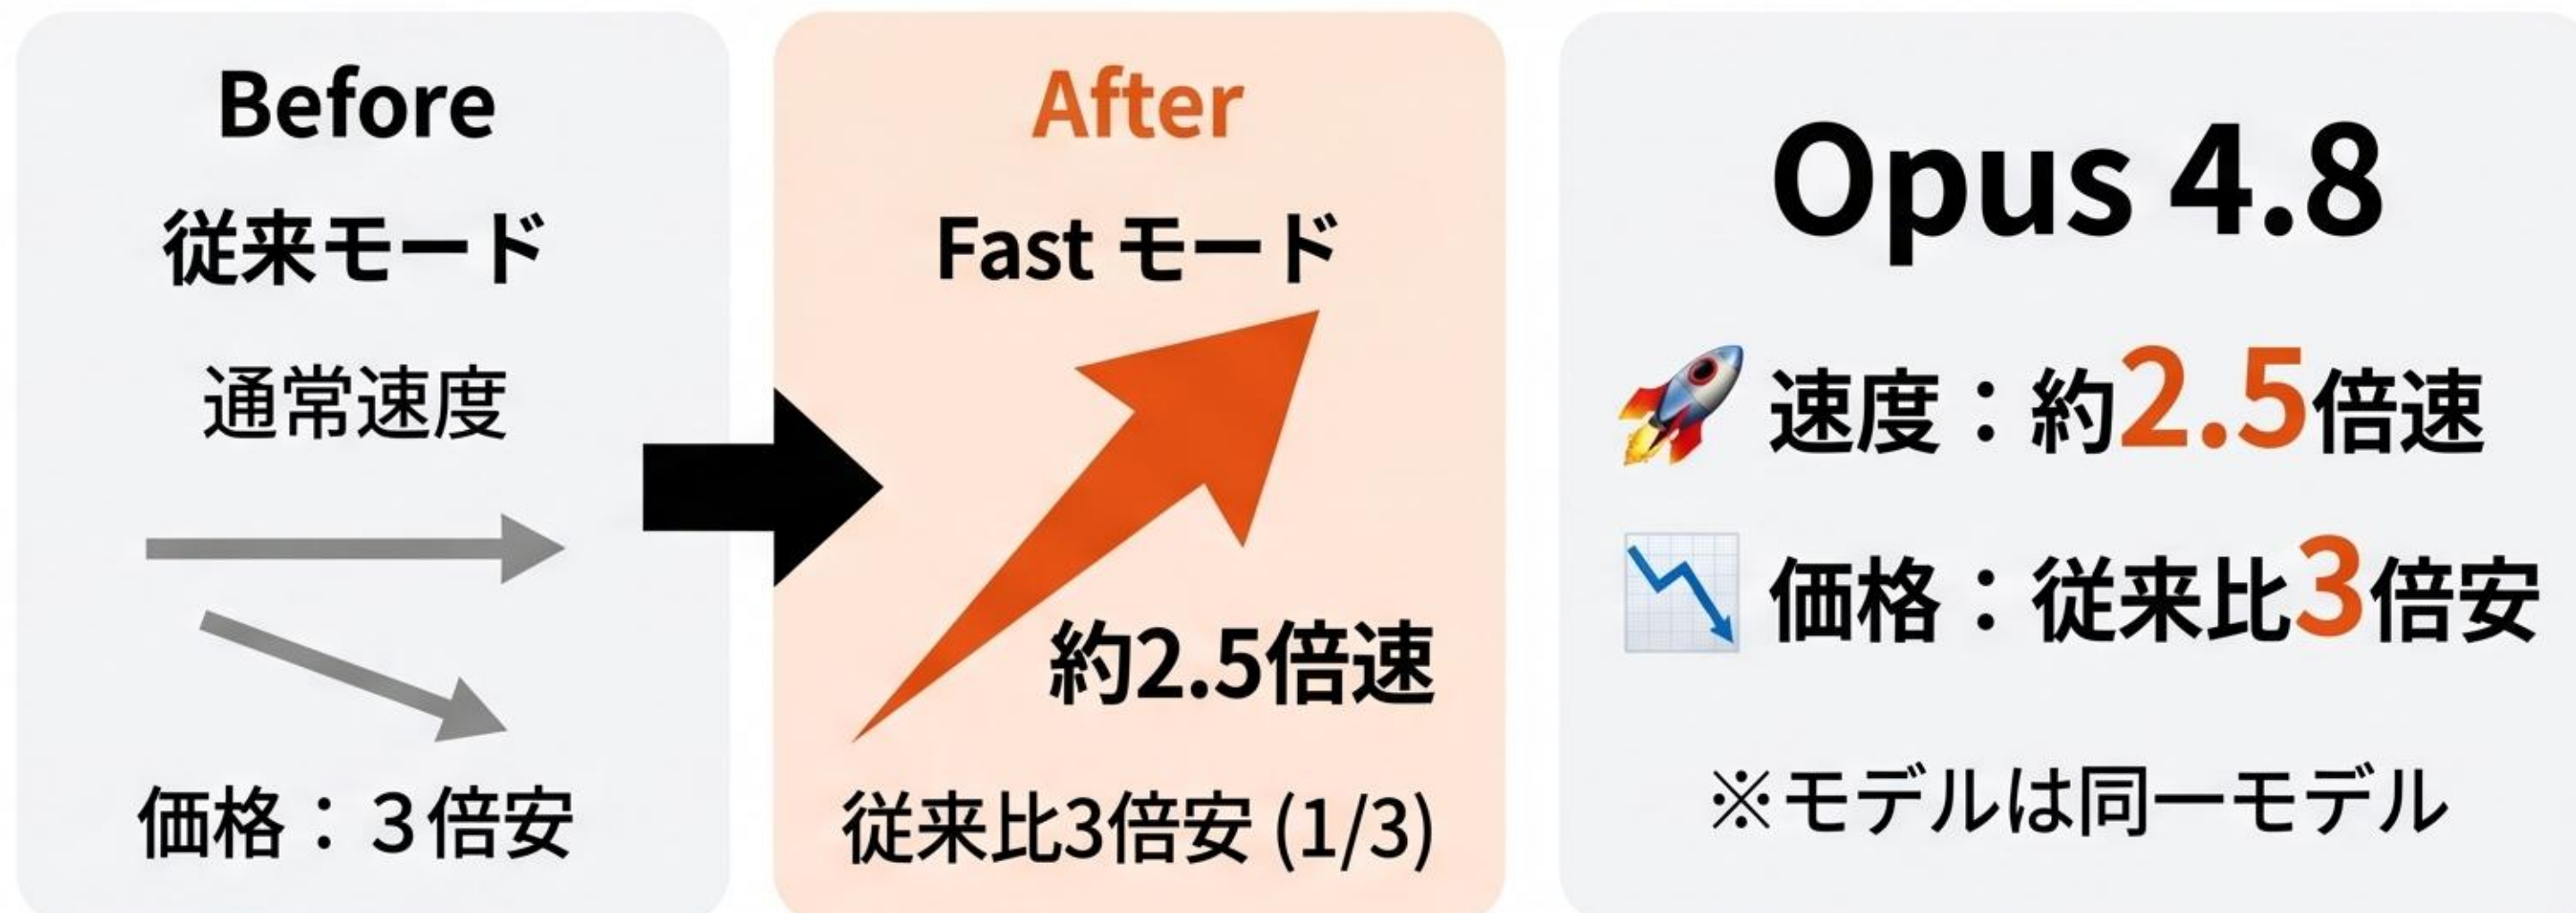 Before
従来モード
通常速度
価格：3倍安
After
Fast モード
約2.5倍速
従来比3倍安 (1/3)
Opus 4.8
速度：約2.5倍速
価格：従来比3倍安
※モデルは同一モデル